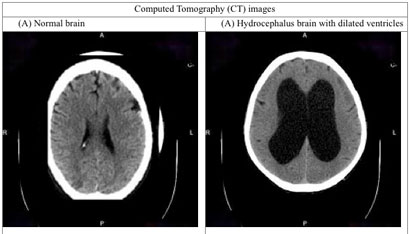 Computed Tomography (CT) images
(A) Normal brain
(A) Hydrocephalus brain with dilated ventricles
A
A
R
L
R
L
P
P